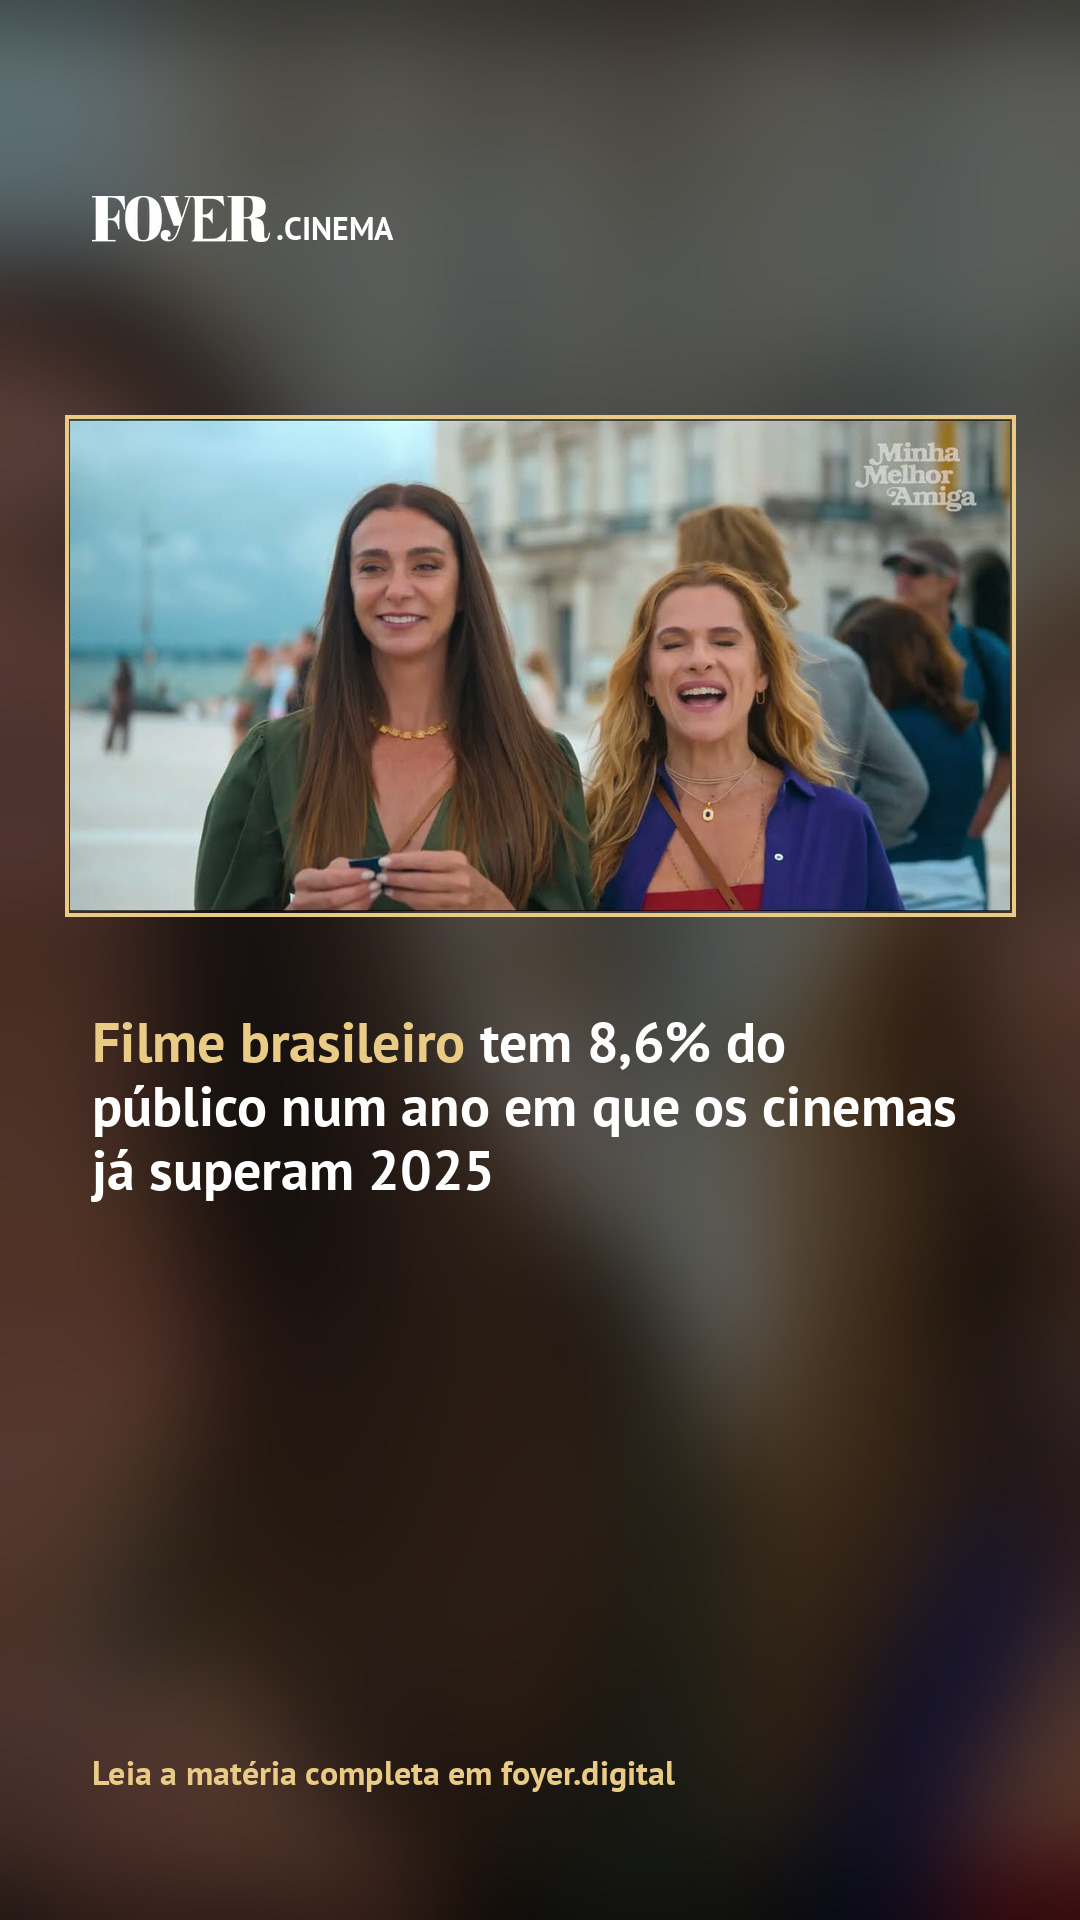 FOYER .CINEMA
Minha
Melhor
Amiga
Filme brasileiro tem 8,6% do
público num ano em que os cinemas
já superam 2025
Leia a matéria completa em foyer.digital